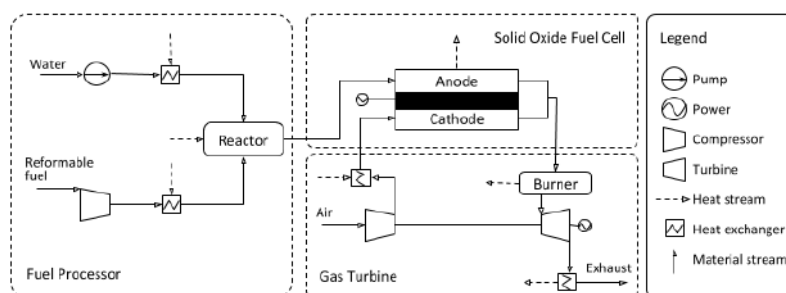 Water
Reactor
Reformable
fuel
Fuel Processor
Solid Oxide Fuel Cell
Anode
Cathode
Burner
Air
Exhaust
Gas Turbine
Legend
Pump
Power
Compressor
Turbine
Heat stream
Heat exchanger
Material stream